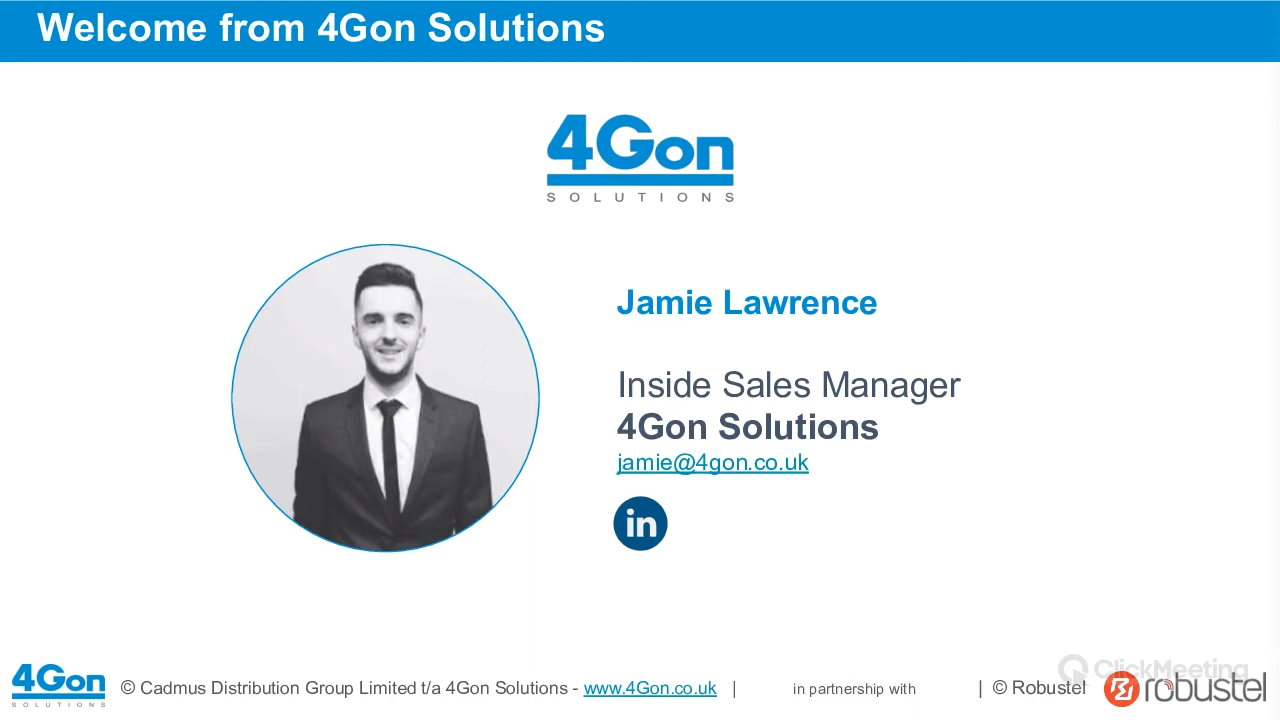 Welcome from 4Gon Solutions
4Gon
SOLUTIONS
Jamie Lawrence
Inside Sales Manager
4Gon Solutions
jamie@4gon.co.uk
in
ClickMeeting
4Gon
SOLUTIONS
© Cadmus Distribution Group Limited t/a 4Gon Solutions - www.4Gon.co.uk | in partnership with | © Robustel robustel